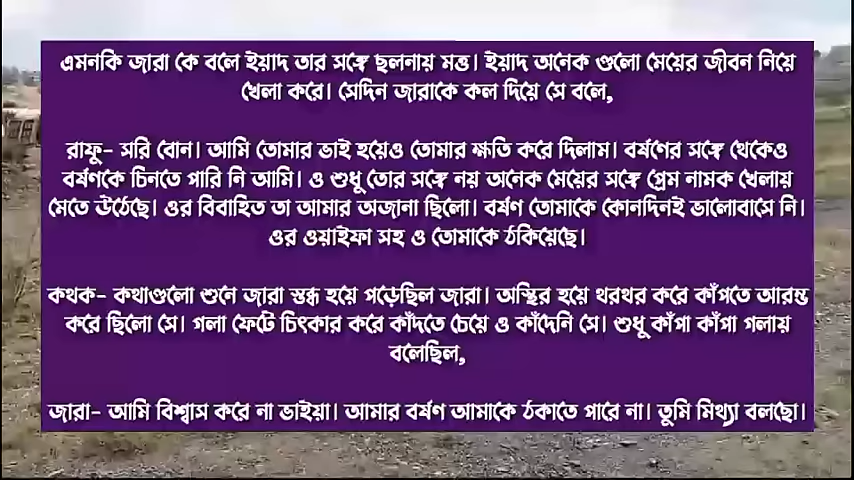 এমনকি জারা কে বলে ইয়াদ তার সঙ্গে ছলনায় মত্ত। ইয়াদ অনেক গুলো মেয়ের জীবন নিয়ে
খেলা করে। সেদিন জারাকে কল দিয়ে সে বলে,
রাফু- সরি বোন। আমি তোমার ভাই হয়েও তোমার ক্ষতি করে দিলাম। বর্ষণের সঙ্গে থেকেও
বর্ষণকে চিনতে পারি নি আমি। ও শুধু তোর সঙ্গে নয় অনেক মেয়ের সঙ্গে প্রেম নামক খেলায়
মেতে ঊঠেছে। ওর বিবাহিত তা আমার অজানা ছিলো। বর্ষণ তোমাকে কোনদিনই ভালোবাসে নি।
ওর ওয়াইফা সহ ও তোমাকে ঠকিয়েছে।
কথক- কথাগুলো শুনে জারা স্তব্ধ হয়ে পড়েছিল জারা। অস্থির হয়ে থরথর করে কাঁপতে আরম্ভ
করে ছিলো সে। গলা ফেটে চিৎকার করে কাঁদতে চেয়ে ও কাঁদেনি সে। শুধু কাঁপা কাঁপা গলায়
বলেছিল,
জারা- আমি বিশ্বাস করে না ভাইয়া। আমার বর্ষণ আমাকে ঠকাতে পারে না। তুমি মিথ্যা বলছো।